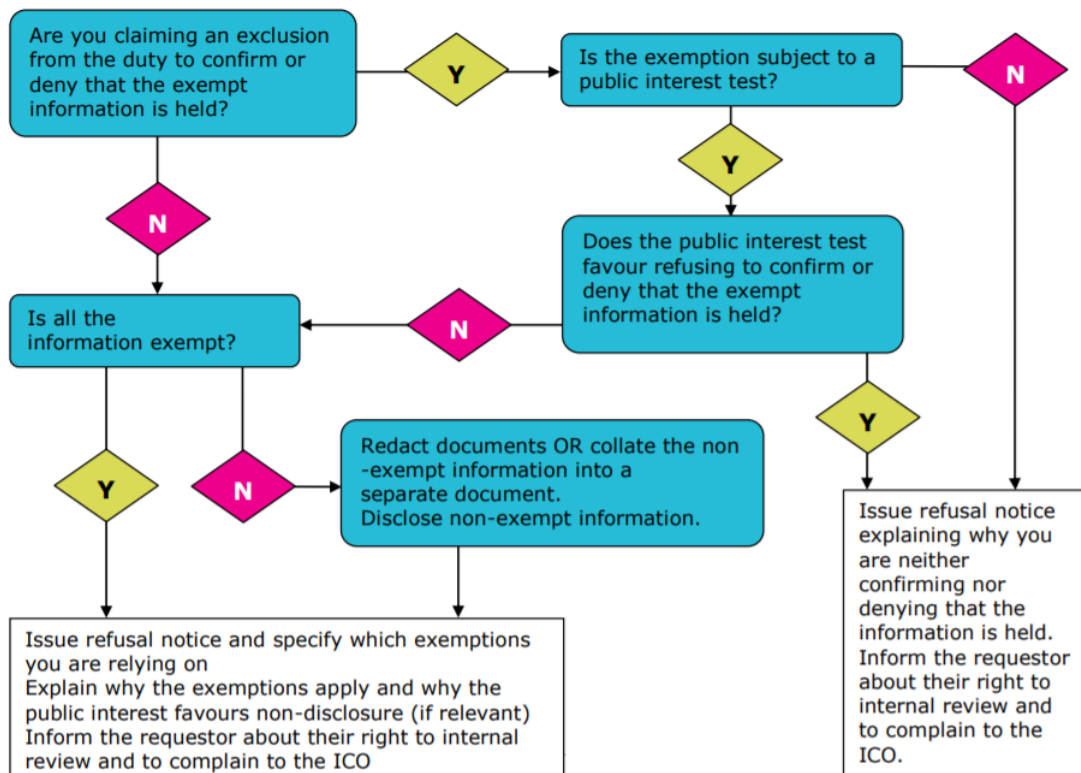 Are you claiming an exclusion
from the duty to confirm or
deny that the exempt
information is held?
Y
Is the exemption subject to a
public interest test?
N
Y
N
Does the public interest test
favour refusing to confirm or
deny that the exempt
information is held?
Is all the
information exempt?
N
Y
Y
N
Redact documents OR collate the non
-exempt information into a
separate document.
Disclose non-exempt information.
Issue refusal notice
explaining why you
are neither
confirming nor
denying that the
information is held.
Inform the requestor
about their right to
internal review and
to complain to the
ICO.
Issue refusal notice and specify which exemptions
you are relying on
Explain why the exemptions apply and why the
public interest favours non-disclosure (if relevant)
Inform the requestor about their right to internal
review and to complain to the ICO